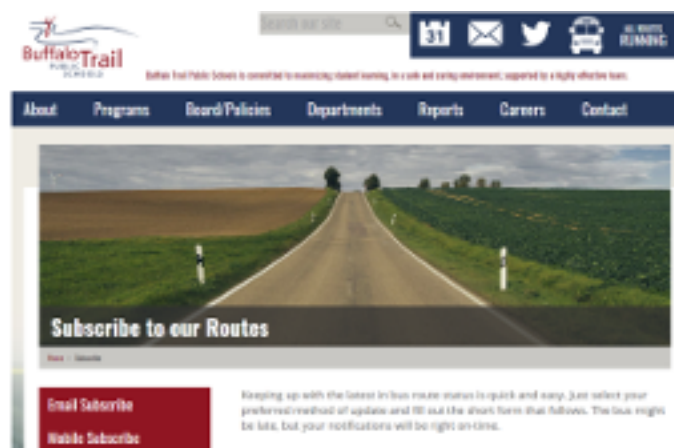 Search our site
31
ALL ROUTES
RUNNING
Buffalo Trail
PUBLIC
SCHOOLS
Buffalo Trail Public Schools is committed to maximizing student learning, in a safe and caring environment, supported by a highly effective team.
About Programs Board/Policies Departments Reports Careers Contact
Subscribe to our Routes
Home > Subscribe
Email Subscribe
Mobile Subscribe
Keeping up with the latest in bus route status is quick and easy. Just select your
preferred method of update and fill out the short form that follows. The bus might
be late, but your notifications will be right on-time.